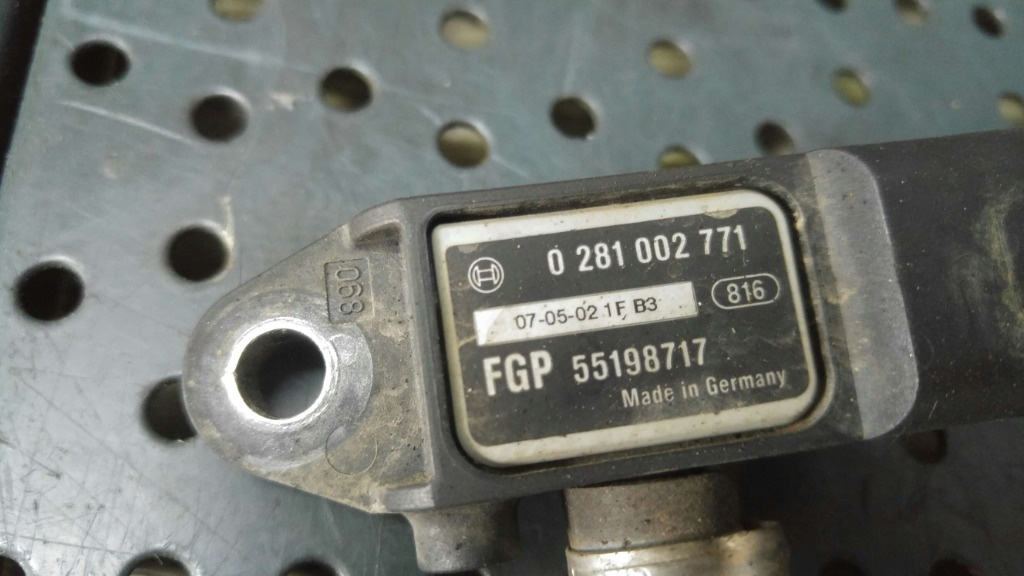 0 281 002 771
07-05-02 1F B3
816
FGP 55198717
Made in Germany
068